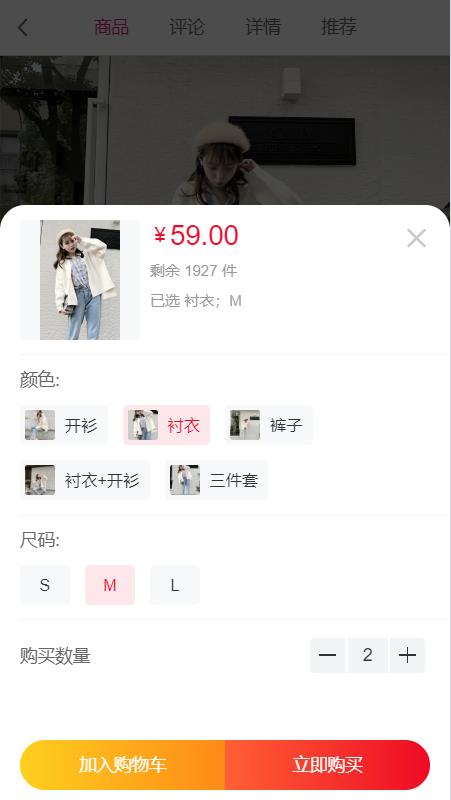 商品 评论 详情 推荐
¥59.00
剩余 1927 件
已选 衬衣；M
颜色:
开衫 衬衣 裤子
衬衣+开衫 三件套
尺码:
S M L
购买数量 2
加入购物车 立即购买